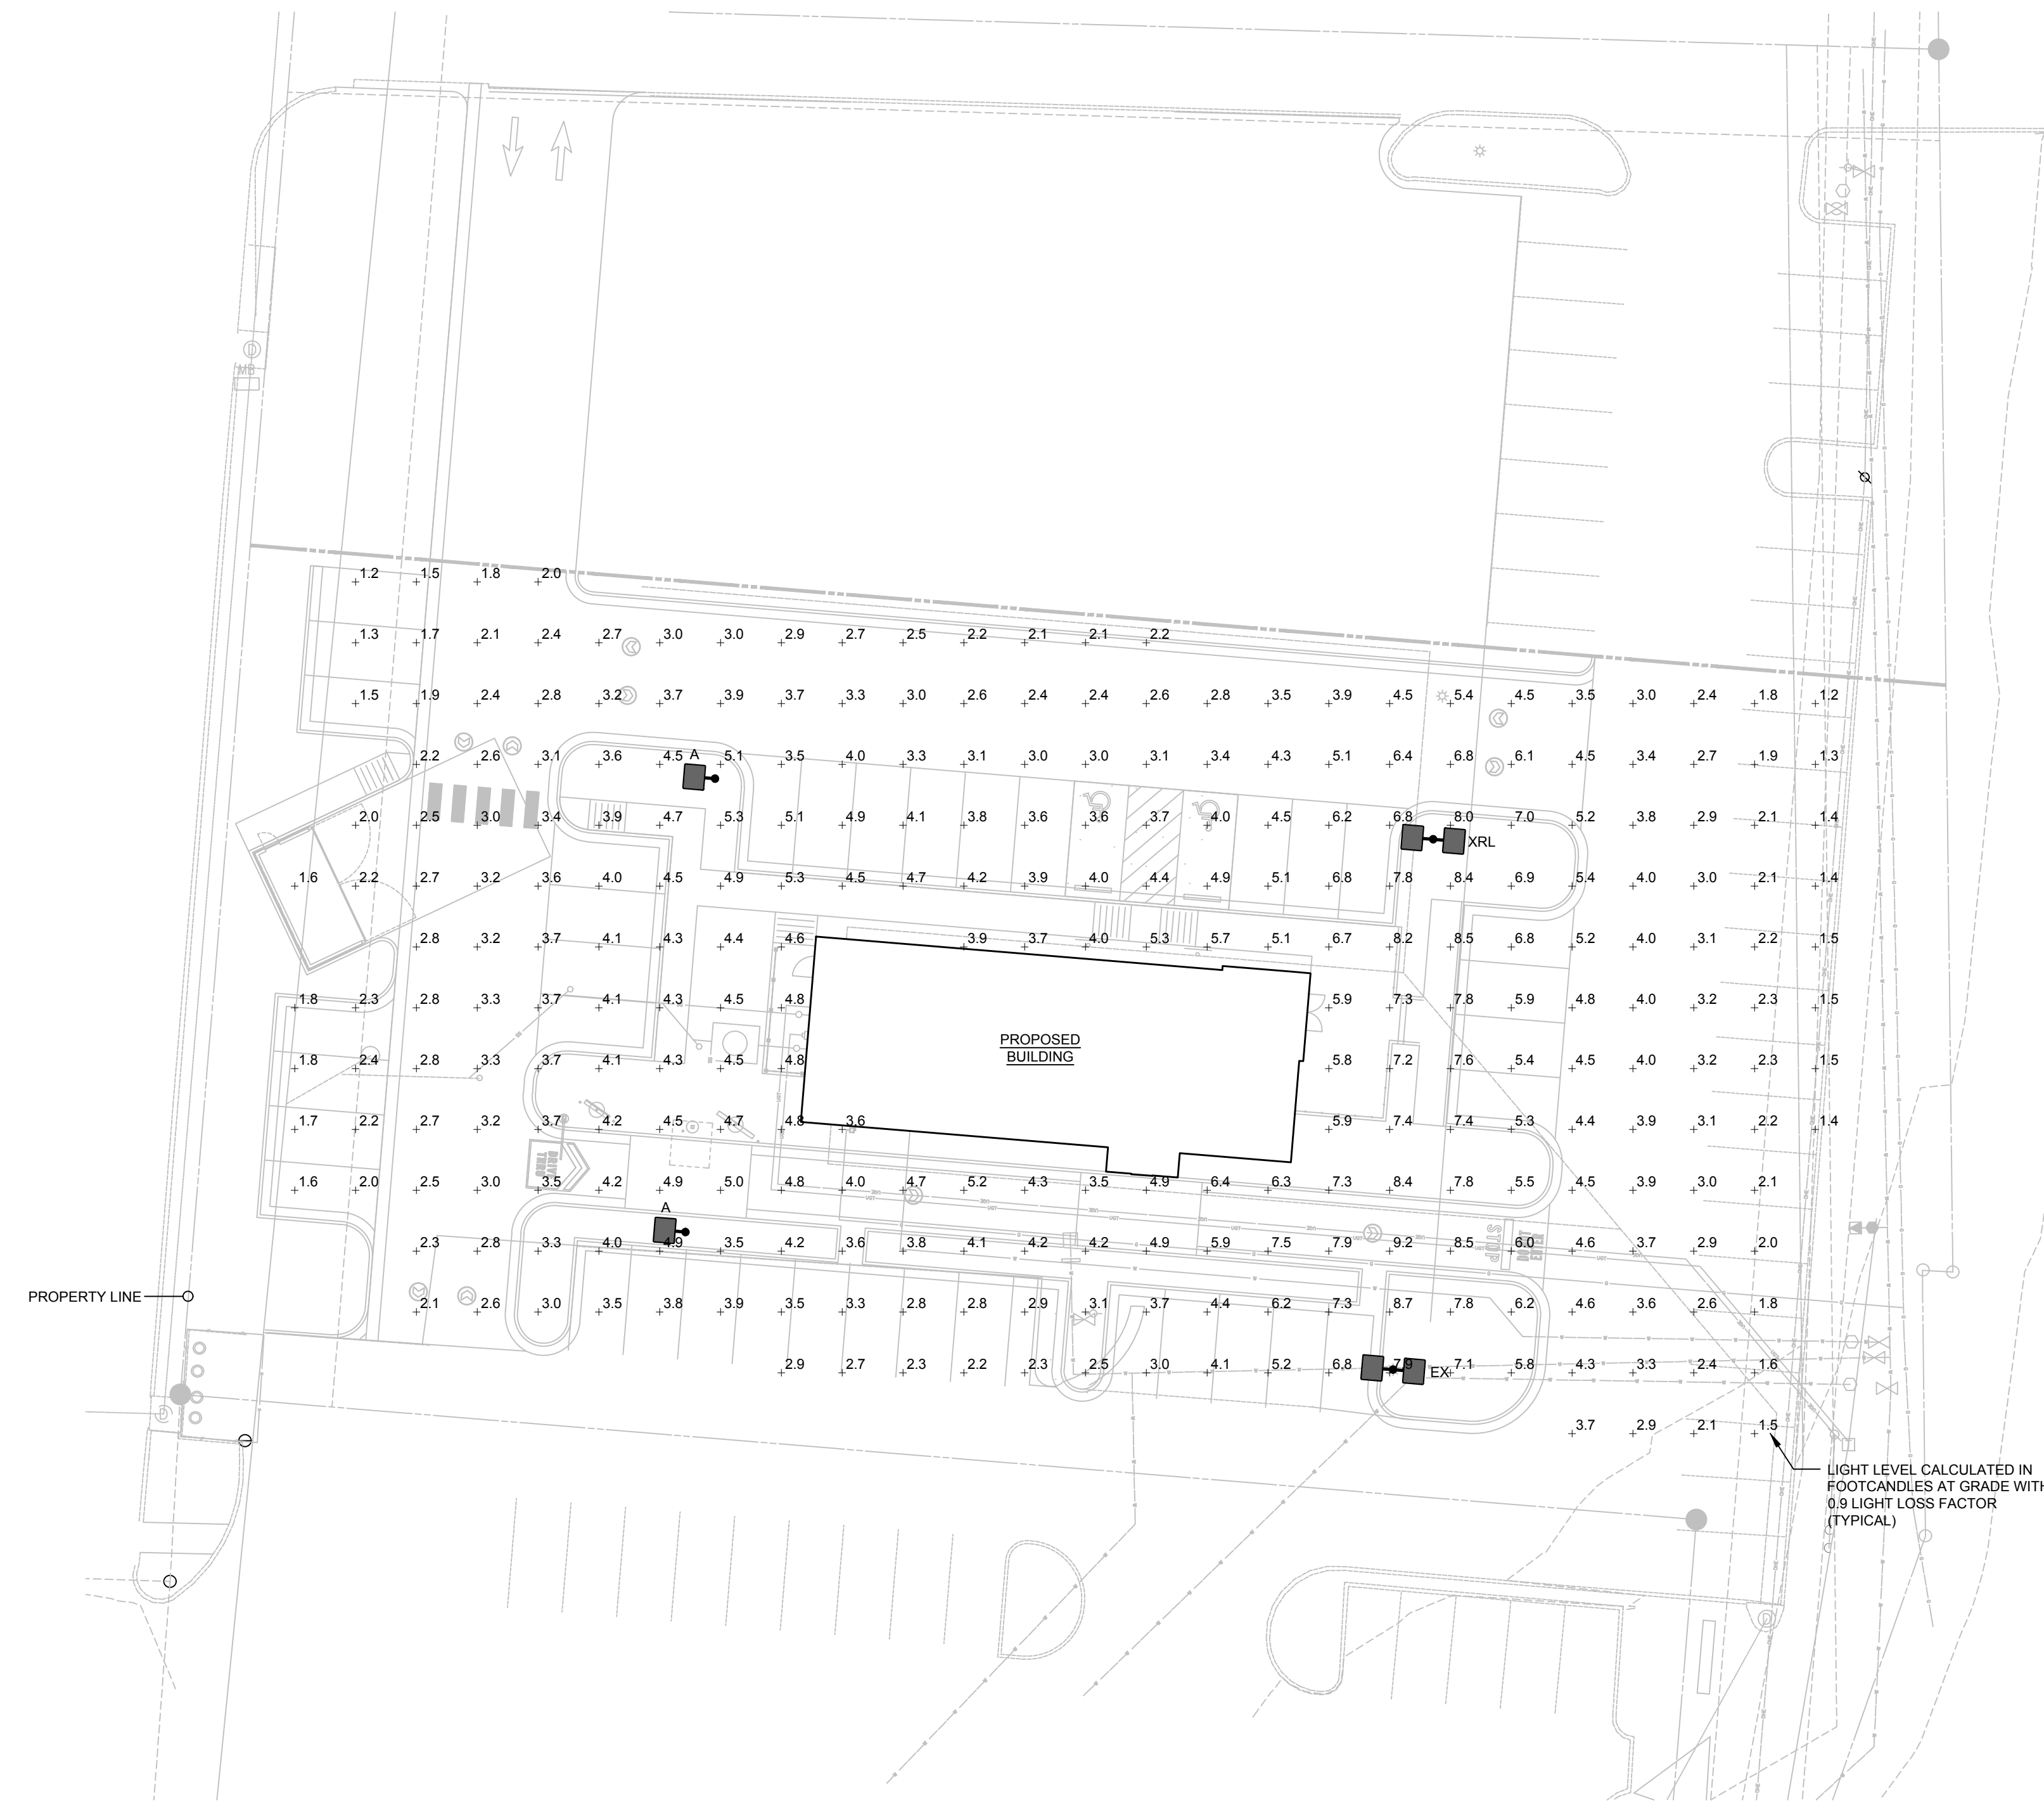 MB
1.2 1.5 1.8 2.0
1.3 1.7 2.1 2.4 2.7 3.0 3.0 2.9 2.7 2.5 2.2 2.1 2.1 2.2
1.5 1.9 2.4 2.8 3.2 3.7 3.9 3.7 3.3 3.0 2.6 2.4 2.4 2.6 2.8 3.5 3.9 4.5 5.4 4.5 3.5 3.0 2.4 1.8 1.2
A
2.2 2.6 3.1 3.6 4.5 5.1 3.5 4.0 3.3 3.1 3.0 3.0 3.1 3.4 4.3 5.1 6.4 6.8 6.1 4.5 3.4 2.7 1.9 1.3
2.0 2.5 3.0 3.4 3.9 4.7 5.3 5.1 4.9 4.1 3.8 3.6 3.6 3.7 4.0 4.5 6.2 6.8 8.0 7.0 5.2 3.8 2.9 2.1 1.4
XRL
1.6 2.2 2.7 3.2 3.6 4.0 4.5 4.9 5.3 4.5 4.7 4.2 3.9 4.0 4.4 4.9 5.1 6.8 7.8 8.4 6.9 5.4 4.0 3.0 2.1 1.4
2.8 3.2 3.7 4.1 4.3 4.4 4.6 3.9 3.7 4.0 5.3 5.7 5.1 6.7 8.2 8.5 6.8 5.2 4.0 3.1 2.2 1.5
1.8 2.3 2.8 3.3 3.7 4.1 4.3 4.5 4.8 5.9 7.3 7.8 5.9 4.8 4.0 3.2 2.3 1.5
PROPOSED
BUILDING
1.8 2.4 2.8 3.3 3.7 4.1 4.3 4.5 4.8 5.8 7.2 7.6 5.4 4.5 4.0 3.2 2.3 1.5
1.7 2.2 2.7 3.2 3.7 4.2 4.5 4.7 4.8 3.6 5.9 7.4 7.4 5.3 4.4 3.9 3.1 2.2 1.4
DRIVE
THRU
1.6 2.0 2.5 3.0 3.5 4.2 4.9 5.0 4.8 4.0 4.7 5.2 4.3 3.5 4.9 6.4 6.3 7.3 8.4 7.8 5.5 4.5 3.9 3.0 2.1
A
2.3 2.8 3.3 4.0 4.9 3.5 4.2 3.6 3.8 4.1 4.2 4.2 4.9 5.9 7.5 7.9 9.2 8.5 6.0 4.6 3.7 2.9 2.0
STOP
PROPERTY LINE
2.1 2.6 3.0 3.5 3.8 3.9 3.5 3.3 2.8 2.8 2.9 3.1 3.7 4.4 6.2 7.3 8.7 7.8 6.2 4.6 3.6 2.6 1.8
2.9 2.7 2.3 2.2 2.3 2.5 3.0 4.1 5.2 6.8 7.9 7.1 5.8 4.3 3.3 2.4 1.6
EX
3.7 2.9 2.1 1.5
LIGHT LEVEL CALCULATED IN
FOOTCANDLES AT GRADE WITH
0.9 LIGHT LOSS FACTOR
(TYPICAL)